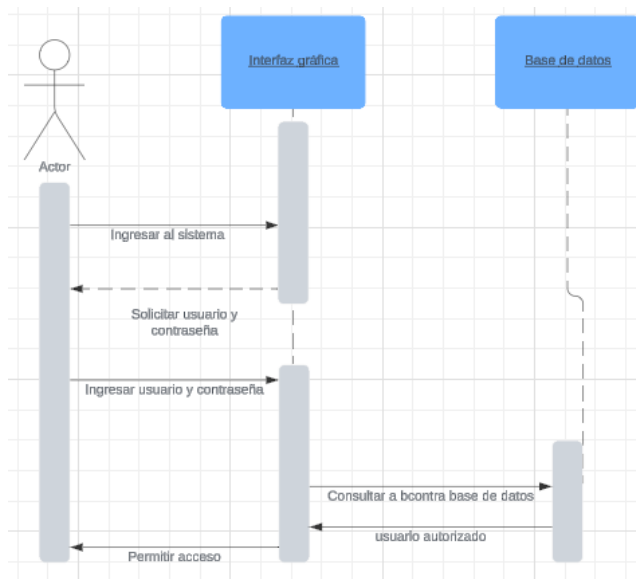 Interfaz gráfica
Base de datos
Actor
Ingresar al sistema
Solicitar usuario y
contraseña
Ingresar usuario y contraseña
Consultar a bcontra base de datos
usuario autorizado
Permitir acceso